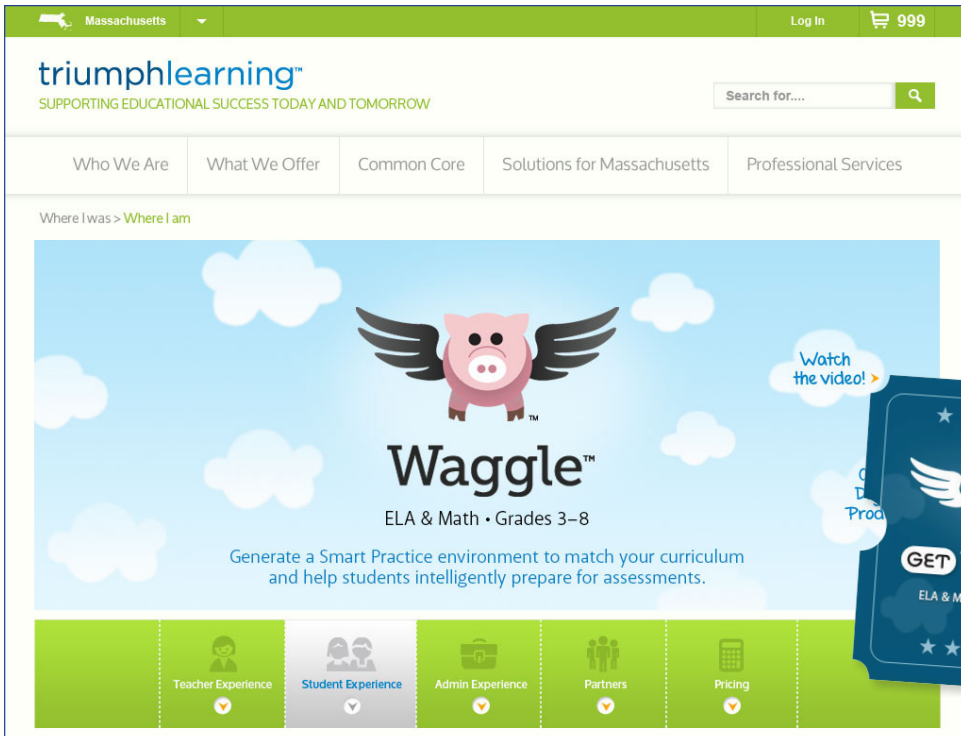 Massachusetts
Log In
999
triumphlearning™
SUPPORTING EDUCATIONAL SUCCESS TODAY AND TOMORROW
Search for....
Who We Are
What We Offer
Common Core
Solutions for Massachusetts
Professional Services
Where I was > Where I am
Watch
the video! >
™
Waggle™
ELA & Math • Grades 3–8
Generate a Smart Practice environment to match your curriculum
and help students intelligently prepare for assessments.
GET
ELA & M
Teacher Experience
Student Experience
Admin Experience
Partners
Pricing